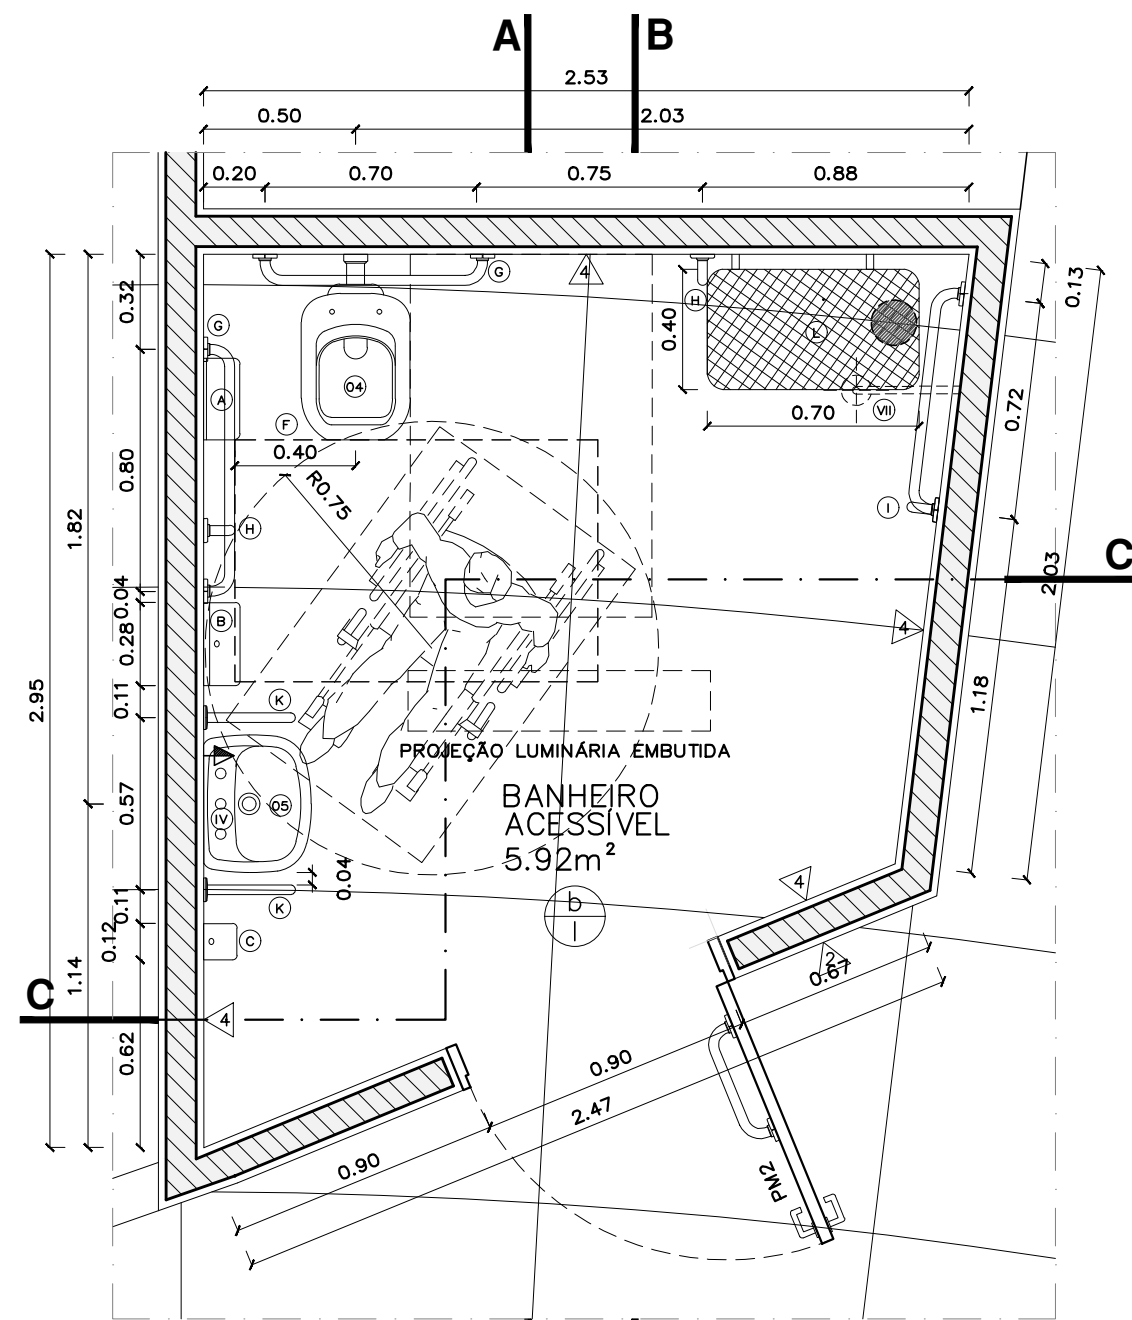 A B
2.53
0.50 2.03
0.20 0.70 0.75 0.88
G 4 H 0.13
0.32 G 0.40 L
A 04 F 0.70 VII 0.72
0.40
0.80 R0.75
1.82 H I
C
0.04 2.03
B 4
0.28
0.11 K 1.18
2.95
PROJEÇÃO LUMINÁRIA EMBUTIDA
0.57 IV 05
BANHEIRO
ACESSÍVEL
5.92m²
0.04 4
0.11 K b
I
0.12 C 2
0.67
1.14
C 4
0.62 0.90
2.47
0.90
PM2